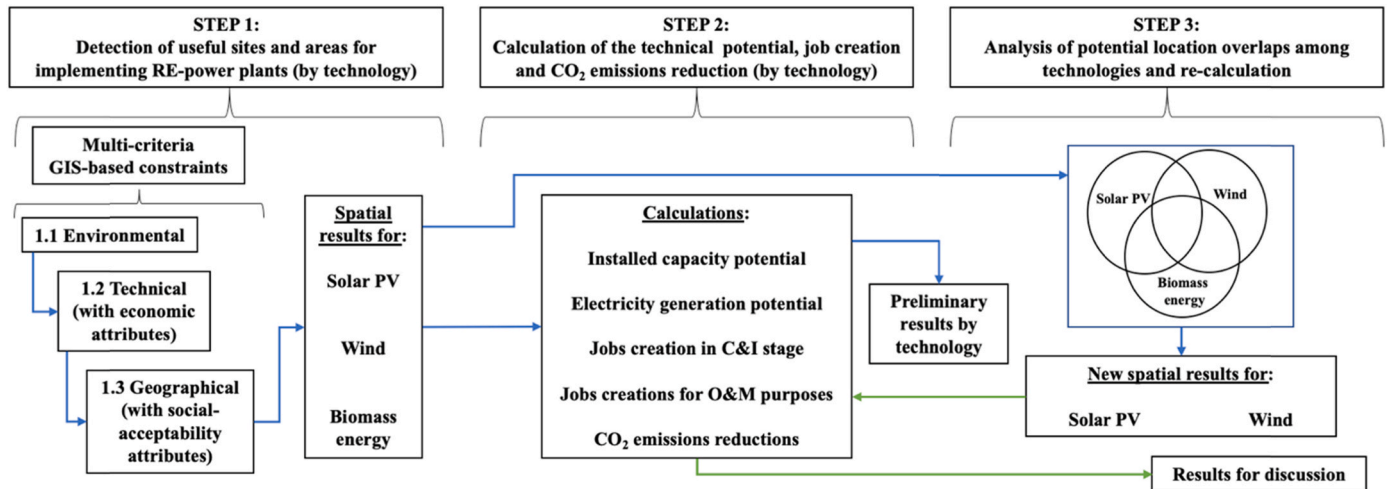 STEP 1:
Detection of useful sites and areas for
implementing RE-power plants (by technology)
STEP 2:
Calculation of the technical potential, job creation
and CO₂ emissions reduction (by technology)
STEP 3:
Analysis of potential location overlaps among
technologies and re-calculation
Multi-criteria
GIS-based constraints
1.1 Environmental
1.2 Technical
(with economic
attributes)
1.3 Geographical
(with social-
acceptability
attributes)
Spatial
results for:
Solar PV
Wind
Biomass
energy
Calculations:
Installed capacity potential
Electricity generation potential
Jobs creation in C&I stage
Jobs creations for O&M purposes
CO₂ emissions reductions
Preliminary
results by
technology
Solar PV
Wind
Biomass
energy
New spatial results for:
Solar PV Wind
Results for discussion